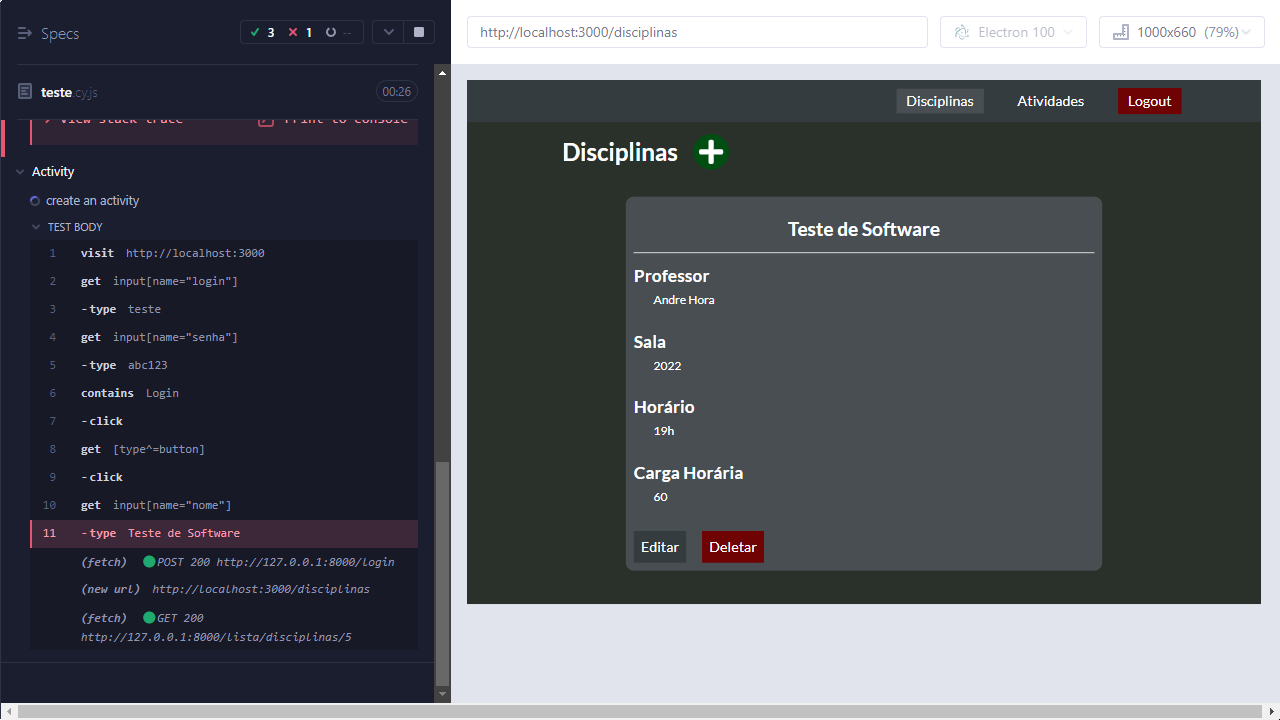 Specs
3 1 --
teste.cy.js 00:26
View stack trace Print to console
Activity
create an activity
TEST BODY
1 visit http://localhost:3000
2 get input[name="login"]
3 -type teste
4 get input[name="senha"]
5 -type abc123
6 contains Login
7 -click
8 get [type^=button]
9 -click
10 get input[name="nome"]
11 -type Teste de Software
(fetch) POST 200 http://127.0.0.1:8000/login
(new url) http://localhost:3000/disciplinas
(fetch) GET 200
http://127.0.0.1:8000/lista/disciplinas/5
http://localhost:3000/disciplinas
Electron 100
1000x660 (79%)
Disciplinas Atividades Logout
Disciplinas
Teste de Software
Professor
Andre Hora
Sala
2022
Horário
19h
Carga Horária
60
Editar Deletar